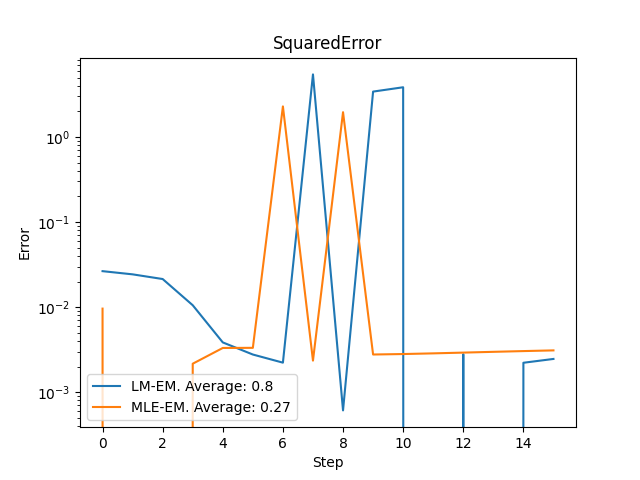 SquaredError
10⁰
10⁻¹
10⁻²
10⁻³
Error
LM-EM. Average: 0.8
MLE-EM. Average: 0.27
0 2 4 6 8 10 12 14
Step